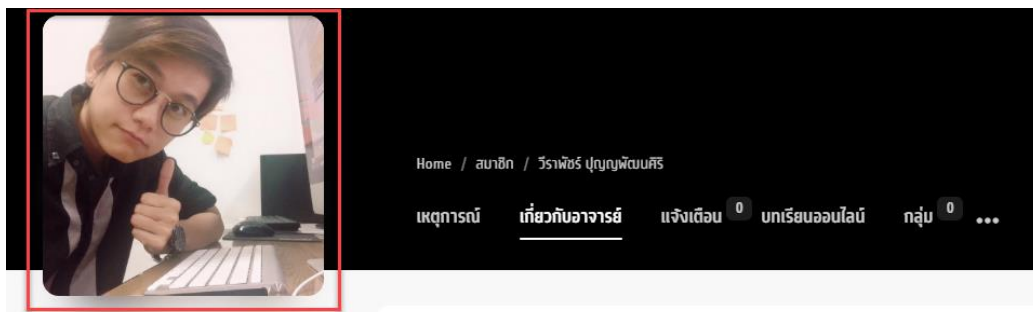 Home / สมาชิก / วีราพัชร์ ปุญญพัฒนศิริ
เหตุการณ์ เกี่ยวกับอาจารย์ แจ้งเตือน 0 บทเรียนออนไลน์ กลุ่ม 0 •••